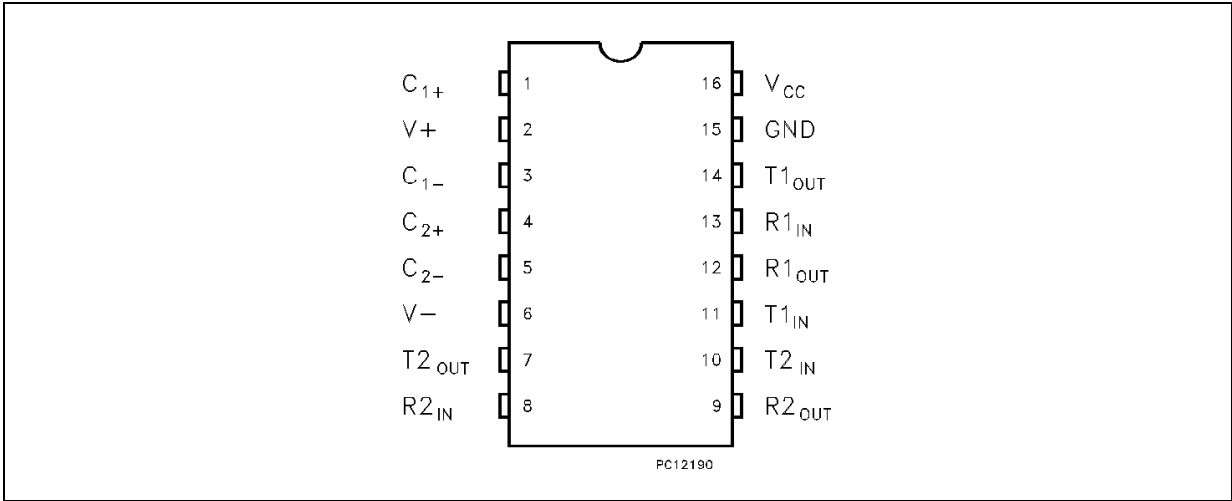 C1+ 1 16 VCC
V+ 2 15 GND
C1− 3 14 T1OUT
C2+ 4 13 R1IN
C2− 5 12 R1OUT
V− 6 11 T1IN
T2OUT 7 10 T2IN
R2IN 8 9 R2OUT
PC12190